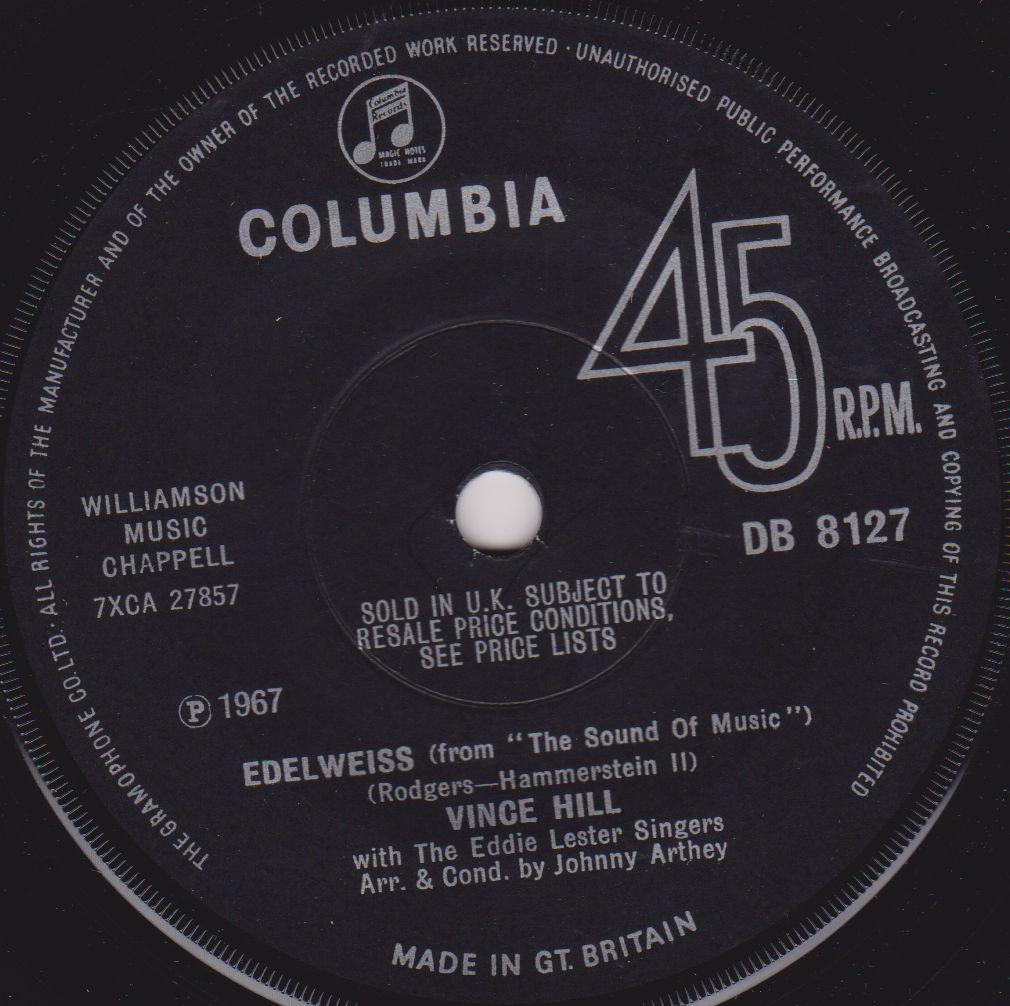 THE GRAMOPHONE CO. LTD. · ALL RIGHTS OF THE MANUFACTURER AND OF THE OWNER OF THE RECORDED WORK RESERVED · UNAUTHORISED PUBLIC PERFORMANCE BROADCASTING AND COPYING OF THIS RECORD PROHIBITED
Columbia
Records
MAGIC NOTES
TRADE MARK
COLUMBIA
45 R.P.M.
WILLIAMSON
MUSIC
CHAPPELL
7XCA 27857
DB 8127
SOLD IN U.K. SUBJECT TO
RESALE PRICE CONDITIONS,
SEE PRICE LISTS
Ⓟ 1967
EDELWEISS (from “The Sound Of Music”)
(Rodgers—Hammerstein II)
VINCE HILL
with The Eddie Lester Singers
Arr. & Cond. by Johnny Arthey
MADE IN GT. BRITAIN